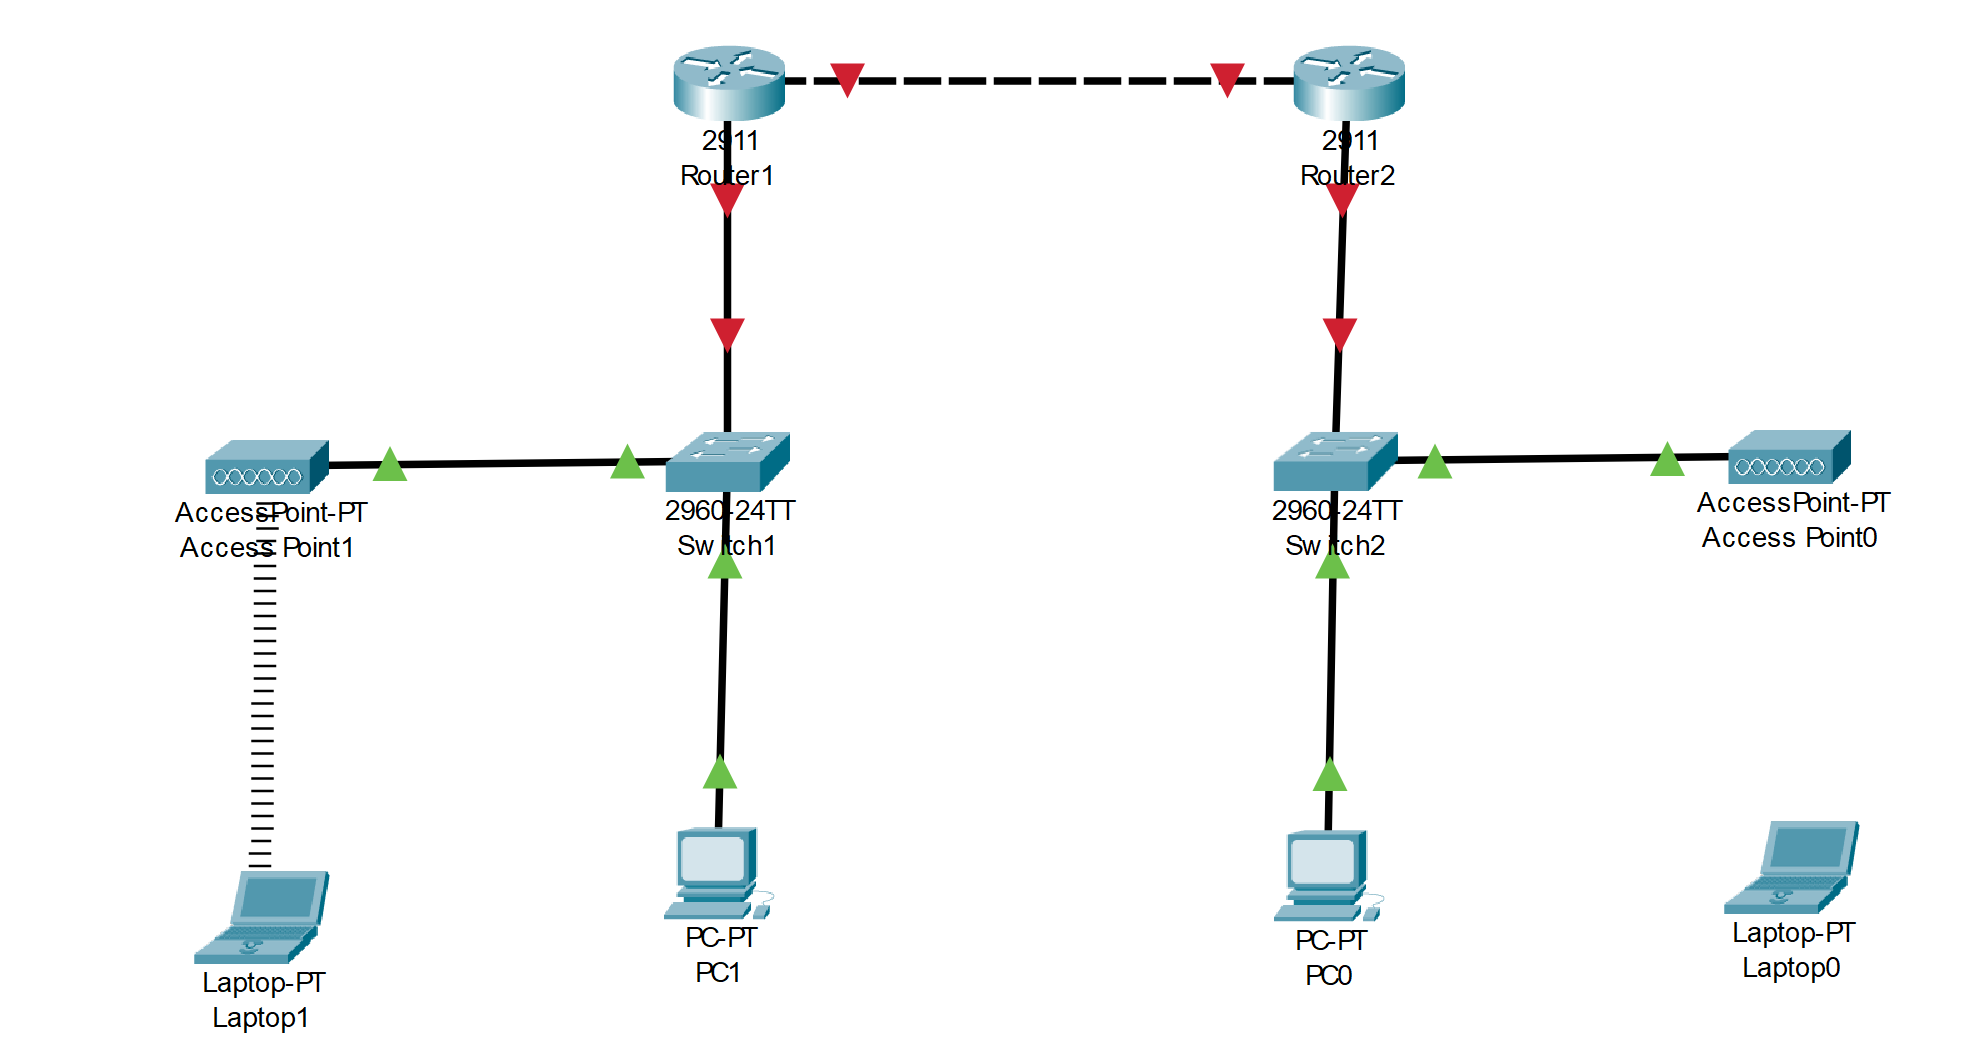 2911
Router1
2911
Router2
AccessPoint-PT
Access Point1
2960-24TT
Switch1
2960-24TT
Switch2
AccessPoint-PT
Access Point0
Laptop-PT
Laptop1
PC-PT
PC1
PC-PT
PC0
Laptop-PT
Laptop0